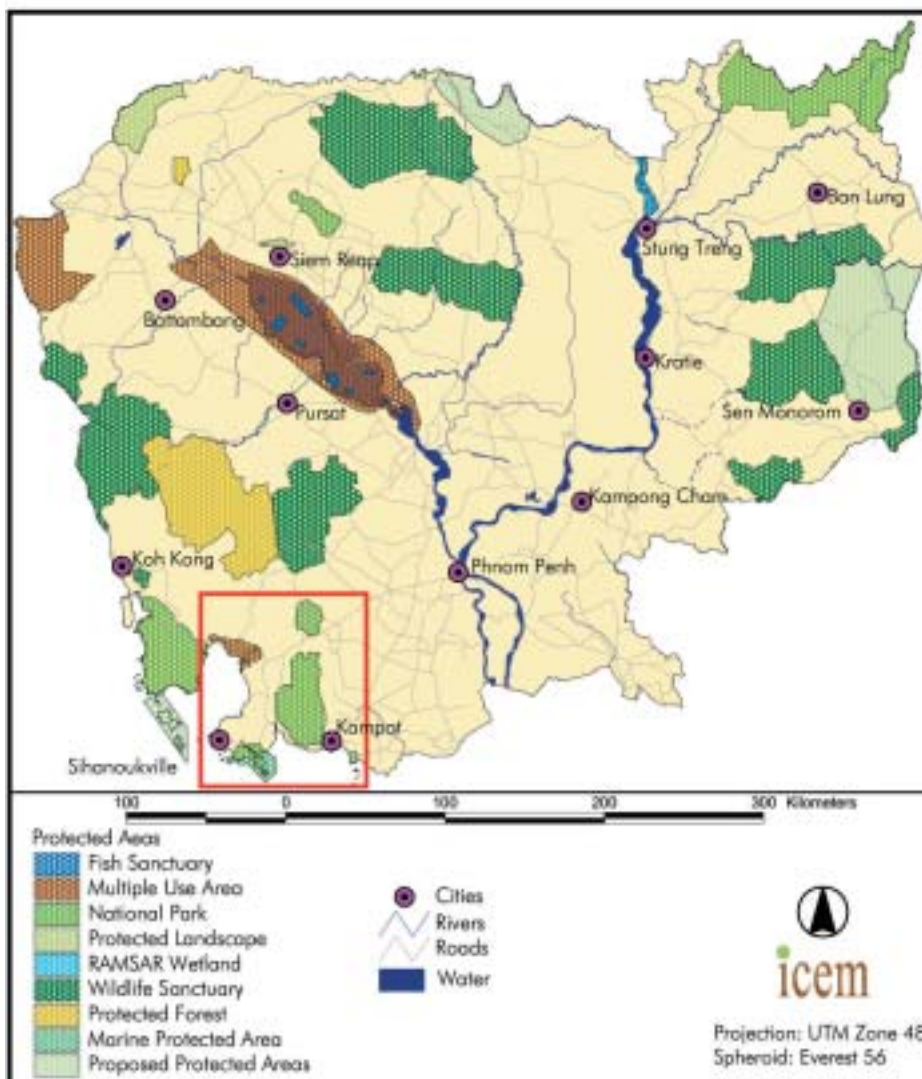 Ban Lung
Stung Treng
Siem Reap
Battambang
Kratie
Pursat
Sen Monorom
Kampong Cham
Koh Kong
Phnom Penh
Kampot
Sihanoukville
100 0 100 200 300 Kilometers
Protected Aeas
Fish Sanctuary
Multiple Use Area
National Park
Protected Landscape
RAMSAR Wetland
Wildlife Sanctuary
Protected Forest
Marine Protected Area
Proposed Protected Areas
Cities
Rivers
Roads
Water
icem
Projection: UTM Zone 48
Spheroid: Everest 56